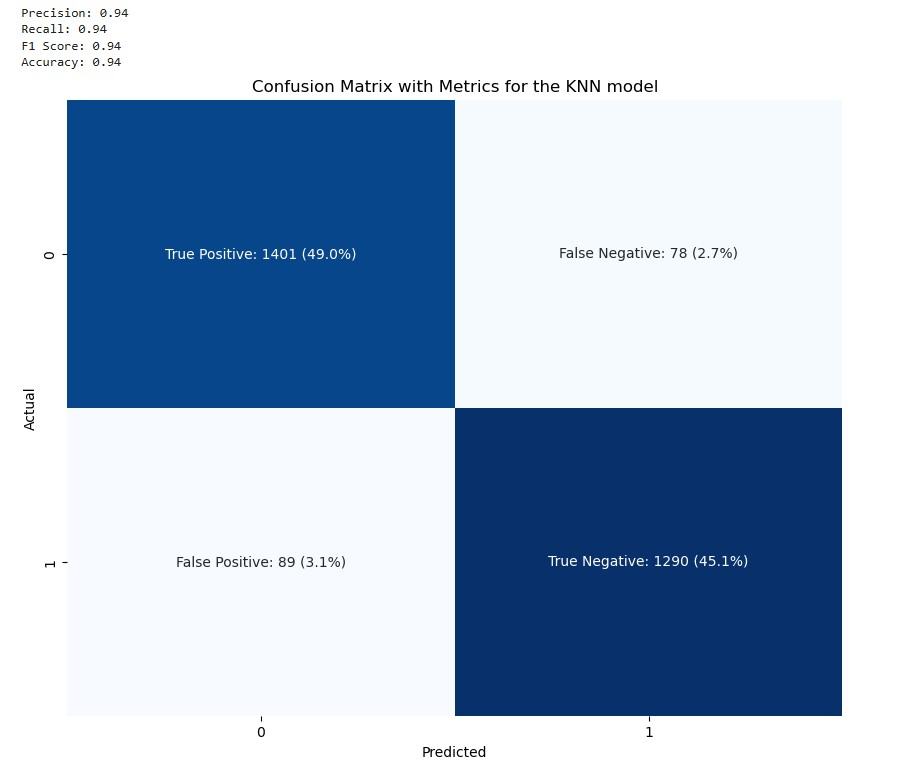 Precision: 0.94
Recall: 0.94
F1 Score: 0.94
Accuracy: 0.94
Confusion Matrix with Metrics for the KNN model
True Positive: 1401 (49.0%)
False Negative: 78 (2.7%)
0
Actual
False Positive: 89 (3.1%)
True Negative: 1290 (45.1%)
1
0
1
Predicted